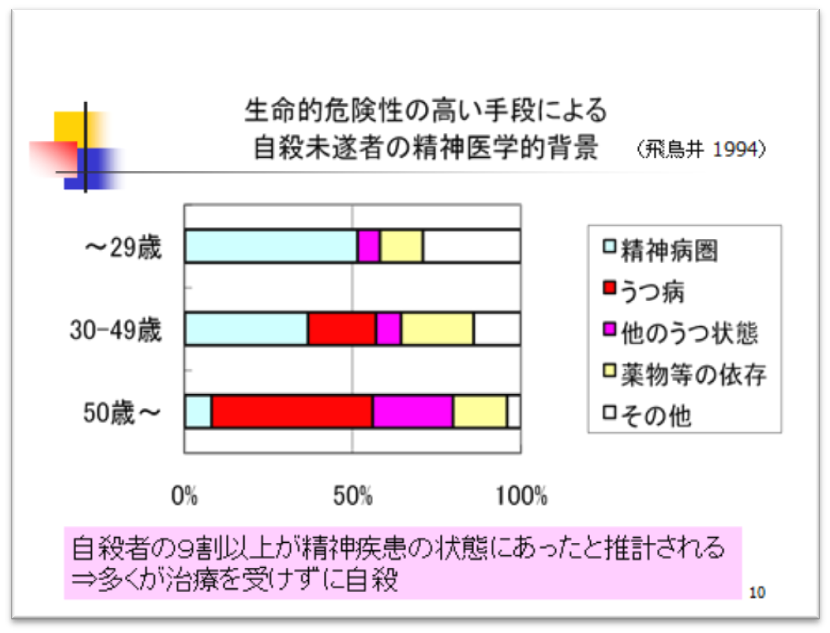 生命的危険性の高い手段による
自殺未遂者の精神医学的背景 （飛鳥井 1994）
～29歳
30-49歳
50歳～
0% 50% 100%
精神病圏
うつ病
他のうつ状態
薬物等の依存
その他
自殺者の９割以上が精神疾患の状態にあったと推計される
⇒多くが治療を受けずに自殺
10